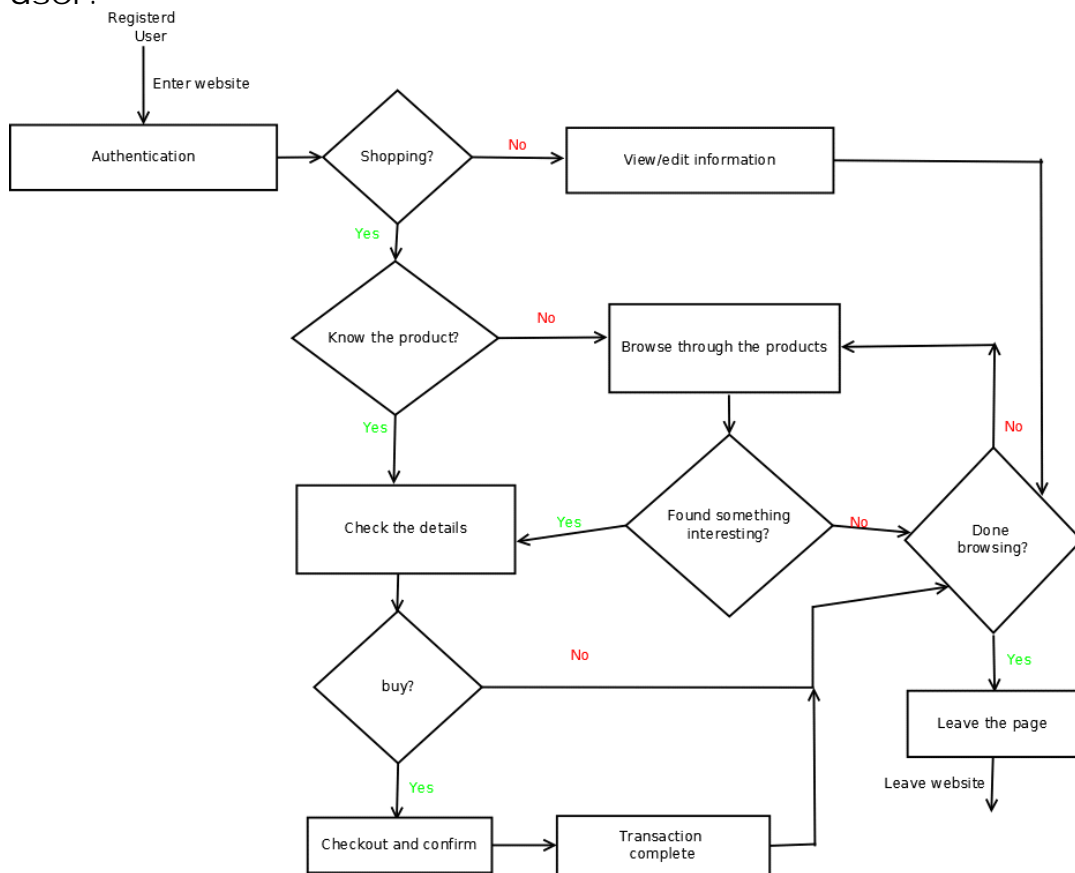 user.
Registerd
User
Enter website
Authentication
Shopping?
No
View/edit information
Yes
Know the product?
No
Browse through the products
Yes
No
Check the details
Yes
Found something
interesting?
No
Done
browsing?
buy?
No
Yes
Leave the page
Yes
Leave website
Checkout and confirm
Transaction
complete